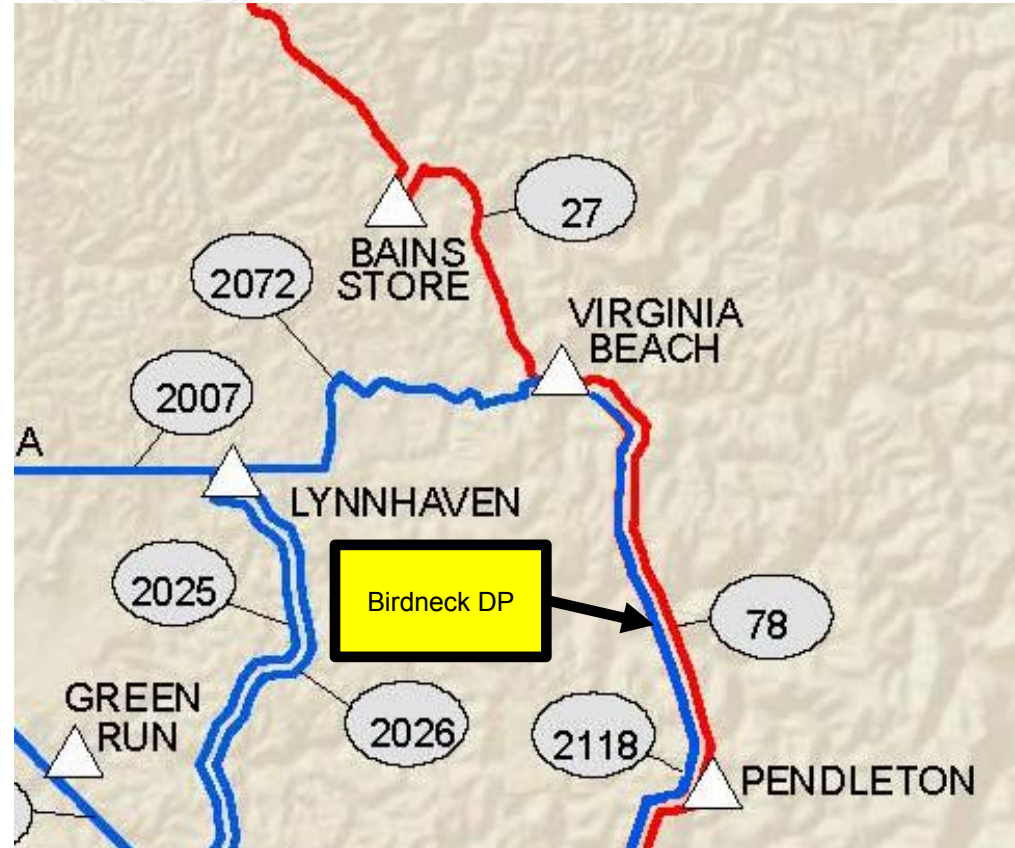 27
BAINS
STORE
2072
VIRGINIA
BEACH
2007
A
LYNNHAVEN
Birdneck DP
2025
78
GREEN
RUN
2026
2118
PENDLETON